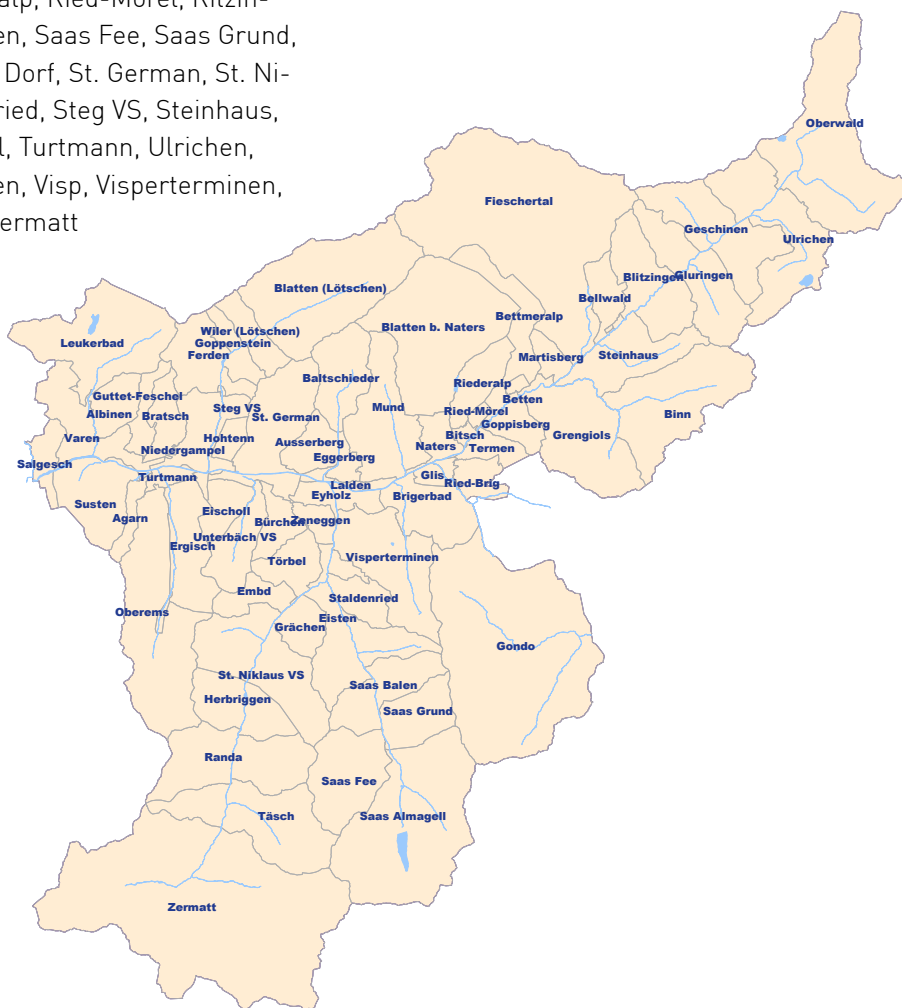 alp, Ried-Mörel, Ritzin-
en, Saas Fee, Saas Grund,
Dorf, St. German, St. Ni-
ried, Steg VS, Steinhaus,
l, Turtmann, Ulrichen,
en, Visp, Visperterminen,
ermatt
Oberwald
Fieschertal
Geschinen
Ulrichen
Blitzingen
Gluringen
Blatten (Lötschen)
Bellwald
Bettmeralp
Blatten b. Naters
Wiler (Lötschen)
Leukerbad
Goppenstein
Ferden
Martisberg
Steinhaus
Baltschieder
Riederalp
Guttet-Feschel
Betten
Albinen
Bratsch
Steg VS
St. German
Mund
Ried-Mörel
Binn
Goppisberg
Varen
Hohtenn
Ausserberg
Bitsch
Grengiols
Niedergampel
Naters
Termen
Eggerberg
Salgesch
Turtmann
Glis
Lalden
Ried-Brig
Eyholz
Brigerbad
Susten
Agarn
Eischoll
Bürchen
Zeneggen
Unterbäch VS
Ergisch
Törbel
Visperterminen
Embd
Staldenried
Oberems
Eisten
Grächen
Gondo
St. Niklaus VS
Saas Balen
Herbriggen
Saas Grund
Randa
Saas Fee
Täsch
Saas Almagell
Zermatt